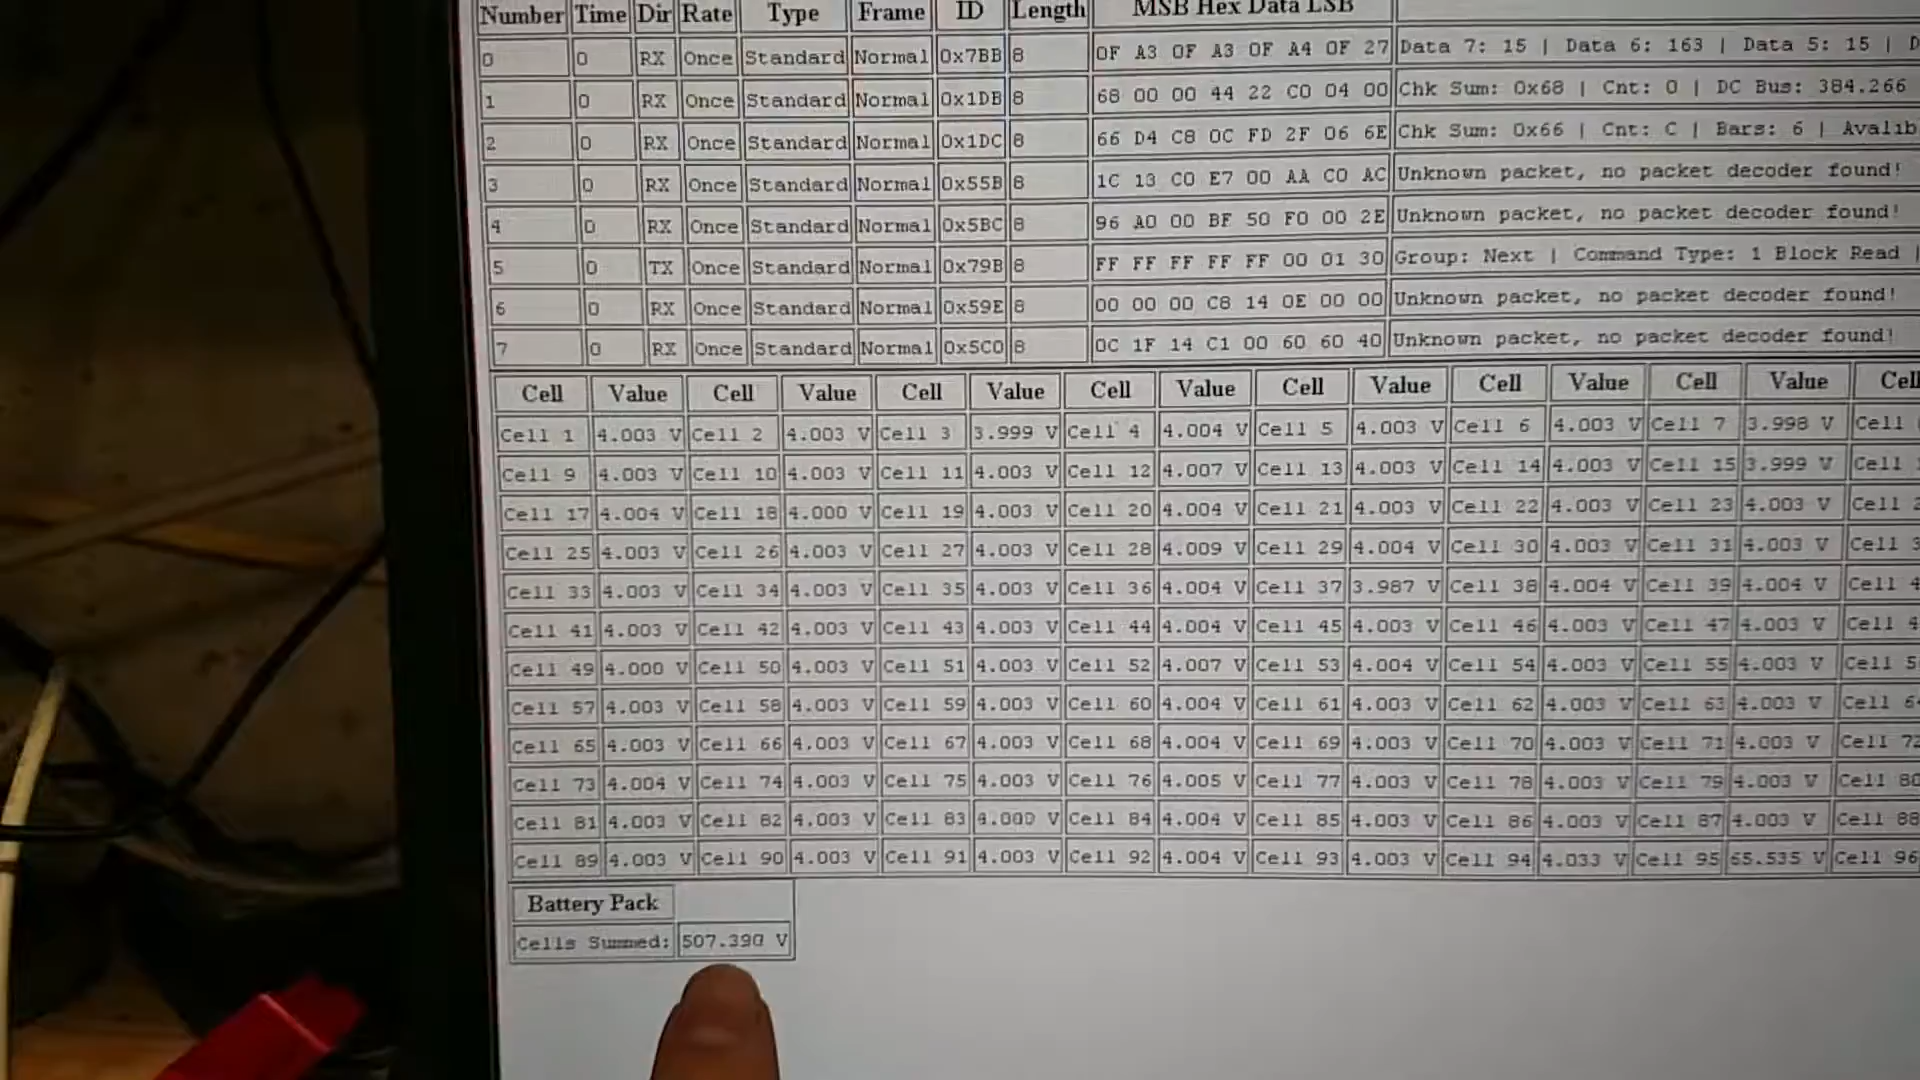 Number Time Dir Rate Type Frame ID Length MSB Hex Data LSB
0 0 RX Once Standard Normal 0x7BB 8 0F A3 0F A3 0F A4 0F 27 Data 7: 15 | Data 6: 163 | Data 5: 15 | D
1 0 RX Once Standard Normal 0x1DB 8 68 00 00 44 22 C0 04 00 Chk Sum: 0x68 | Cnt: 0 | DC Bus: 384.266
2 0 RX Once Standard Normal 0x1DC 8 66 D4 C8 0C FD 2F 06 6E Chk Sum: 0x66 | Cnt: C | Bars: 6 | Avalib
3 0 RX Once Standard Normal 0x55B 8 1C 13 C0 E7 00 AA C0 AC Unknown packet, no packet decoder found!
4 0 RX Once Standard Normal 0x5BC 8 96 A0 00 BF 50 F0 00 2E Unknown packet, no packet decoder found!
5 0 TX Once Standard Normal 0x79B 8 FF FF FF FF FF 00 01 30 Group: Next | Command Type: 1 Block Read |
6 0 RX Once Standard Normal 0x59E 8 00 00 00 C8 14 0E 00 00 Unknown packet, no packet decoder found!
7 0 RX Once Standard Normal 0x5C0 8 0C 1F 14 C1 00 60 60 40 Unknown packet, no packet decoder found!
Cell Value Cell Value Cell Value Cell Value Cell Value Cell Value Cell Value Cell
Cell 1 4.003 V Cell 2 4.003 V Cell 3 3.999 V Cell 4 4.004 V Cell 5 4.003 V Cell 6 4.003 V Cell 7 3.998 V Cell
Cell 9 4.003 V Cell 10 4.003 V Cell 11 4.003 V Cell 12 4.007 V Cell 13 4.003 V Cell 14 4.003 V Cell 15 3.999 V Cell
Cell 17 4.004 V Cell 18 4.000 V Cell 19 4.003 V Cell 20 4.004 V Cell 21 4.003 V Cell 22 4.003 V Cell 23 4.003 V Cell 2
Cell 25 4.003 V Cell 26 4.003 V Cell 27 4.003 V Cell 28 4.009 V Cell 29 4.004 V Cell 30 4.003 V Cell 31 4.003 V Cell 3
Cell 33 4.003 V Cell 34 4.003 V Cell 35 4.003 V Cell 36 4.004 V Cell 37 3.987 V Cell 38 4.004 V Cell 39 4.004 V Cell 4
Cell 41 4.003 V Cell 42 4.003 V Cell 43 4.003 V Cell 44 4.004 V Cell 45 4.003 V Cell 46 4.003 V Cell 47 4.003 V Cell 4
Cell 49 4.000 V Cell 50 4.003 V Cell 51 4.003 V Cell 52 4.007 V Cell 53 4.004 V Cell 54 4.003 V Cell 55 4.003 V Cell 5
Cell 57 4.003 V Cell 58 4.003 V Cell 59 4.003 V Cell 60 4.004 V Cell 61 4.003 V Cell 62 4.003 V Cell 63 4.003 V Cell 6
Cell 65 4.003 V Cell 66 4.003 V Cell 67 4.003 V Cell 68 4.004 V Cell 69 4.003 V Cell 70 4.003 V Cell 71 4.003 V Cell 72
Cell 73 4.004 V Cell 74 4.003 V Cell 75 4.003 V Cell 76 4.005 V Cell 77 4.003 V Cell 78 4.003 V Cell 79 4.003 V Cell 80
Cell 81 4.003 V Cell 82 4.003 V Cell 83 4.000 V Cell 84 4.004 V Cell 85 4.003 V Cell 86 4.003 V Cell 87 4.003 V Cell 88
Cell 89 4.003 V Cell 90 4.003 V Cell 91 4.003 V Cell 92 4.004 V Cell 93 4.003 V Cell 94 4.033 V Cell 95 65.535 V Cell 96
Battery Pack
Cells Summed: 507.390 V